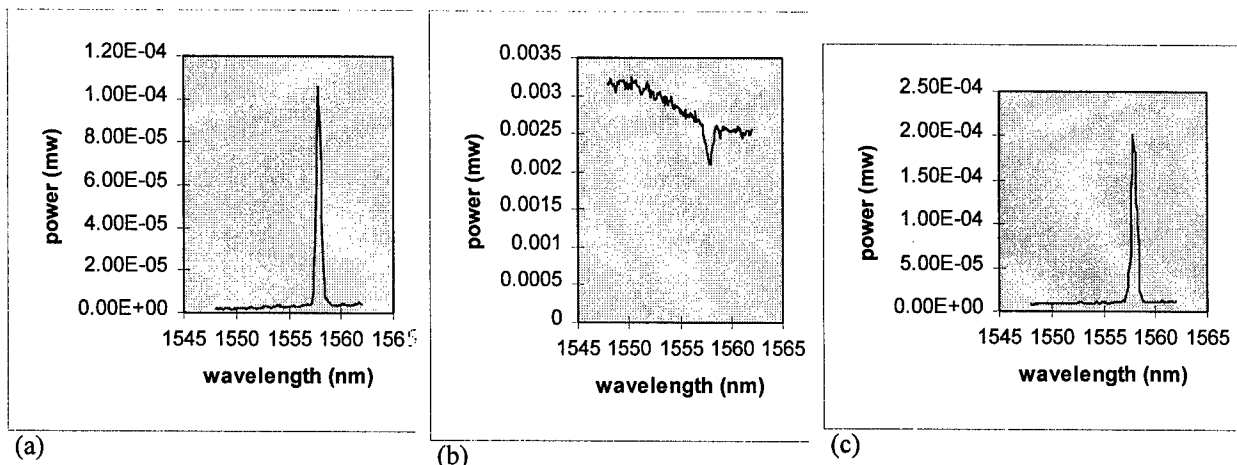 1.20E-04
1.00E-04
8.00E-05
6.00E-05
4.00E-05
2.00E-05
0.00E+00
power (mw)
1545 1550 1555 1560 1565
wavelength (nm)
(a)
0.0035
0.003
0.0025
0.002
0.0015
0.001
0.0005
0
power (mw)
1545 1550 1555 1560 1565
wavelength (nm)
(b)
2.50E-04
2.00E-04
1.50E-04
1.00E-04
5.00E-05
0.00E+00
power (mw)
1545 1550 1555 1560 1565
wavelength (nm)
(c)